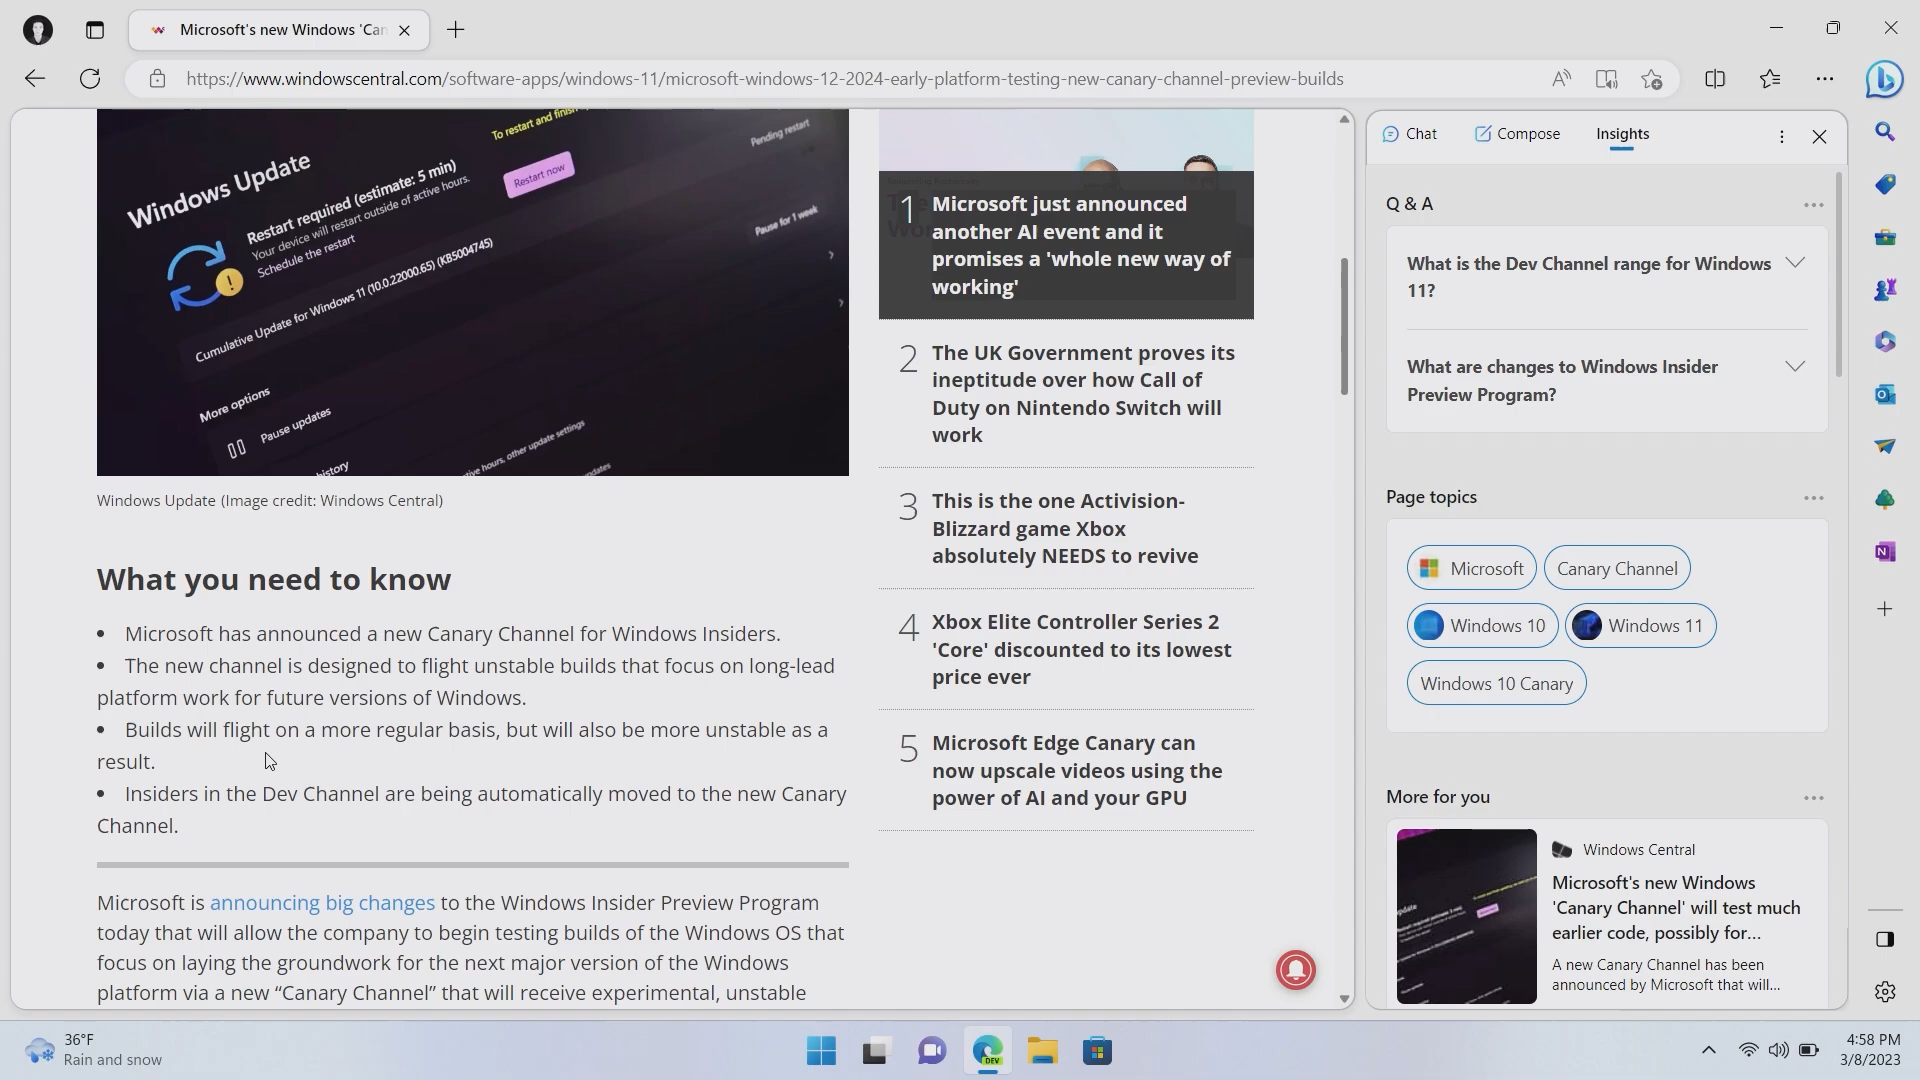 Microsoft's new Windows 'Can
https://www.windowscentral.com/software-apps/windows-11/microsoft-windows-12-2024-early-platform-testing-new-canary-channel-preview-builds
Windows Update
To restart and finish
Pending restart
Restart required (estimate: 5 min)
Your device will restart outside of active hours.
Schedule the restart
Restart now
Pause for 1 week
Cumulative Update for Windows 11 (10.0.22000.65) (KB5004745)
More options
Pause updates
history
active hours, other update settings
Windows Update (Image credit: Windows Central)
What you need to know
• Microsoft has announced a new Canary Channel for Windows Insiders.
• The new channel is designed to flight unstable builds that focus on long-lead
platform work for future versions of Windows.
• Builds will flight on a more regular basis, but will also be more unstable as a
result.
• Insiders in the Dev Channel are being automatically moved to the new Canary
Channel.
Microsoft is announcing big changes to the Windows Insider Preview Program
today that will allow the company to begin testing builds of the Windows OS that
focus on laying the groundwork for the next major version of the Windows
platform via a new “Canary Channel” that will receive experimental, unstable
1 Microsoft just announced
another AI event and it
promises a 'whole new way of
working'
2 The UK Government proves its
ineptitude over how Call of
Duty on Nintendo Switch will
work
3 This is the one Activision-
Blizzard game Xbox
absolutely NEEDS to revive
4 Xbox Elite Controller Series 2
'Core' discounted to its lowest
price ever
5 Microsoft Edge Canary can
now upscale videos using the
power of AI and your GPU
Chat Compose Insights
Q & A
What is the Dev Channel range for Windows
11?
What are changes to Windows Insider
Preview Program?
Page topics
Microsoft Canary Channel
Windows 10 Windows 11
Windows 10 Canary
More for you
Windows Central
Microsoft's new Windows
'Canary Channel' will test much
earlier code, possibly for...
A new Canary Channel has been
announced by Microsoft that will...
36°F
Rain and snow
DEV
4:58 PM
3/8/2023